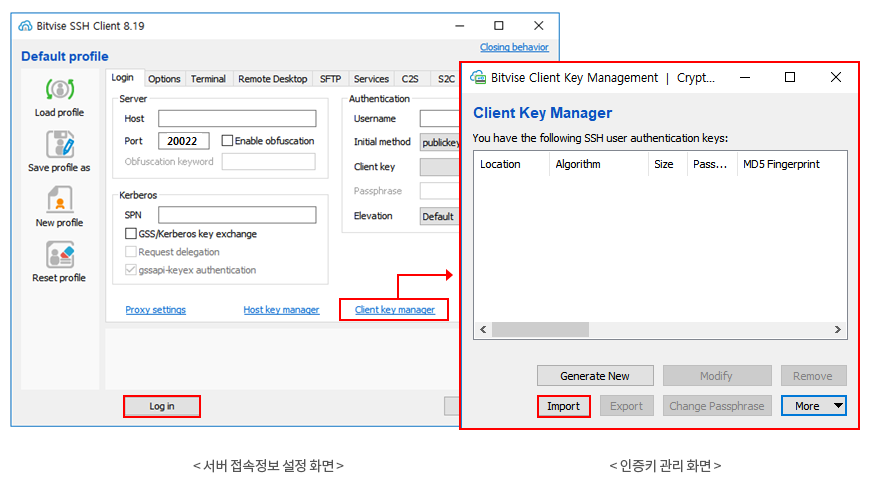 Bitvise SSH Client 8.19
Closing behavior
Default profile
Load profile
Save profile as
New profile
Reset profile
Login Options Terminal Remote Desktop SFTP Services C2S S2C
Server
Host
Port 20022 Enable obfuscation
Obfuscation keyword
Kerberos
SPN
GSS/Kerberos key exchange
Request delegation
gssapi-keyex authentication
Authentication
Username
Initial method publickey
Client key
Passphrase
Elevation Default
Proxy settings Host key manager Client key manager
Log in
Bitvise Client Key Management | Crypt...
Client Key Manager
You have the following SSH user authentication keys:
Location Algorithm Size Pass... MD5 Fingerprint
Generate New Modify Remove
Import Export Change Passphrase More
< 서버 접속정보 설정 화면 >
< 인증키 관리 화면 >